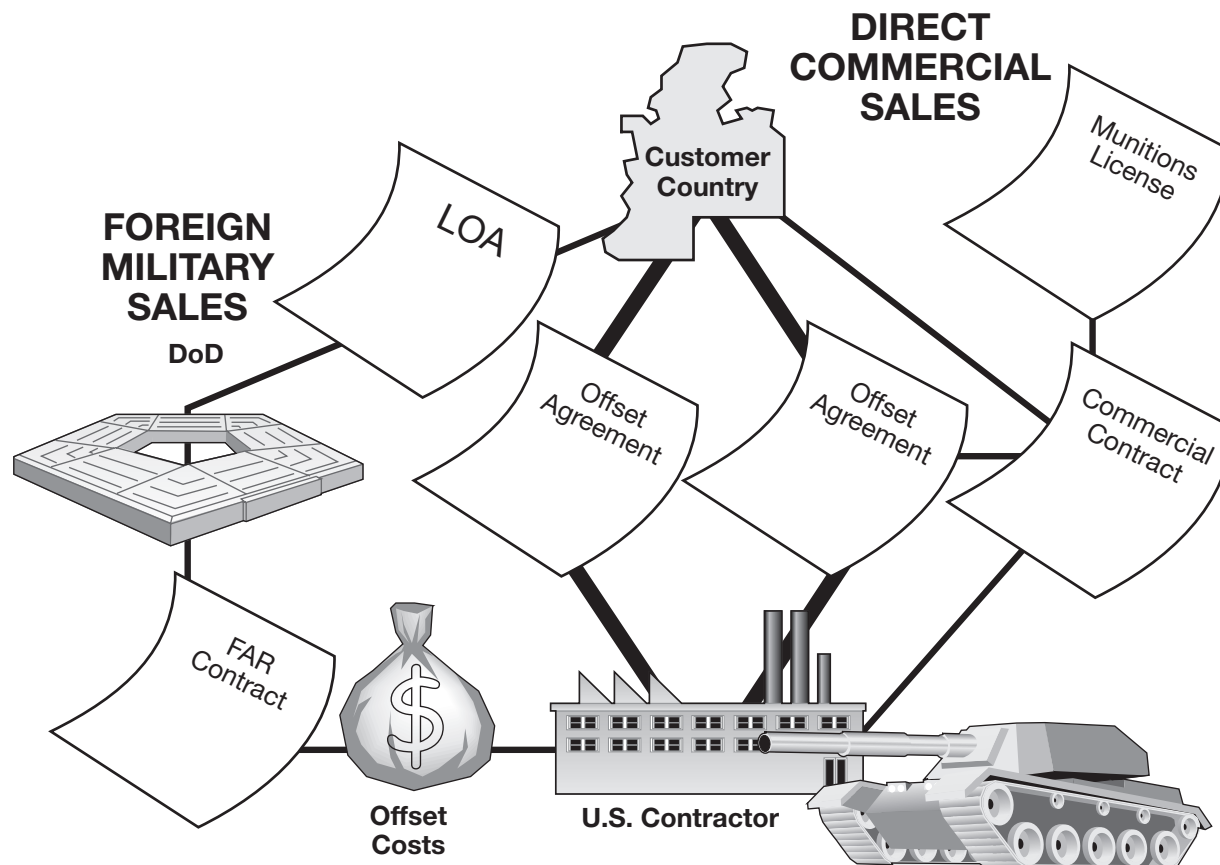 DIRECT
COMMERCIAL
SALES
Munitions
License
Customer
Country
LOA
FOREIGN
MILITARY
SALES
DoD
Offset
Agreement
Offset
Agreement
Commercial
Contract
FAR
Contract
$
Offset
Costs
U.S. Contractor